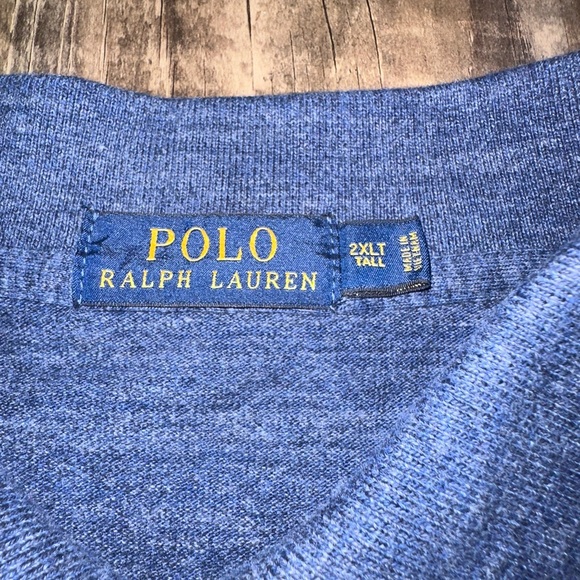 POLO
RALPH LAUREN
2XLT
TALL
MADE IN
VIETNAM